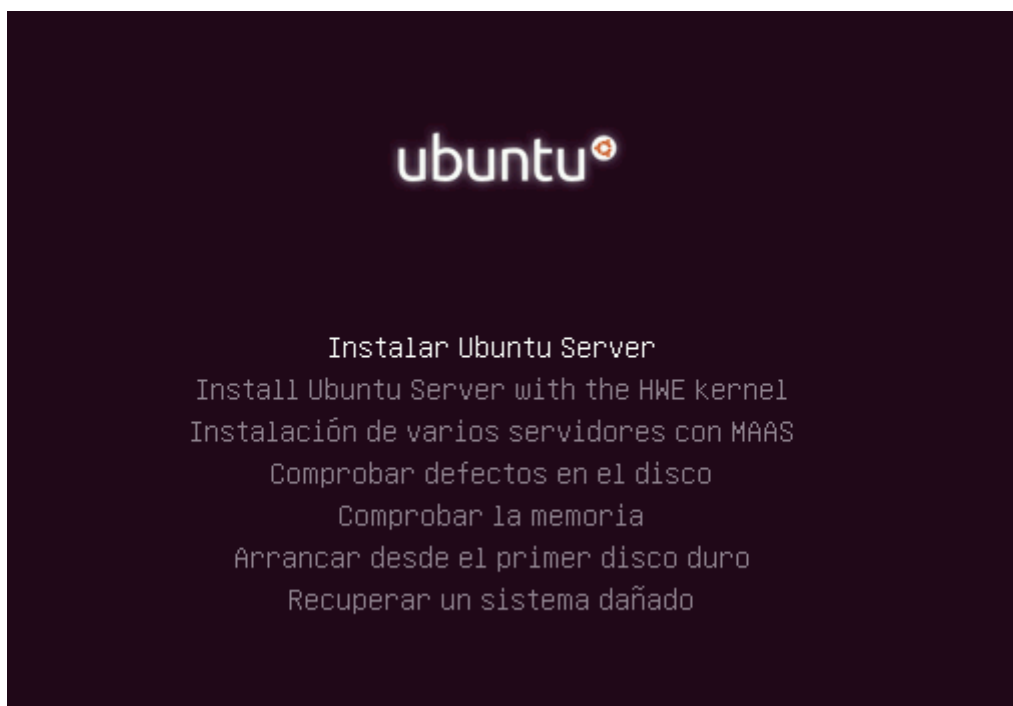 ubuntu
Instalar Ubuntu Server
Install Ubuntu Server with the HWE kernel
Instalación de varios servidores con MAAS
Comprobar defectos en el disco
Comprobar la memoria
Arrancar desde el primer disco duro
Recuperar un sistema dañado